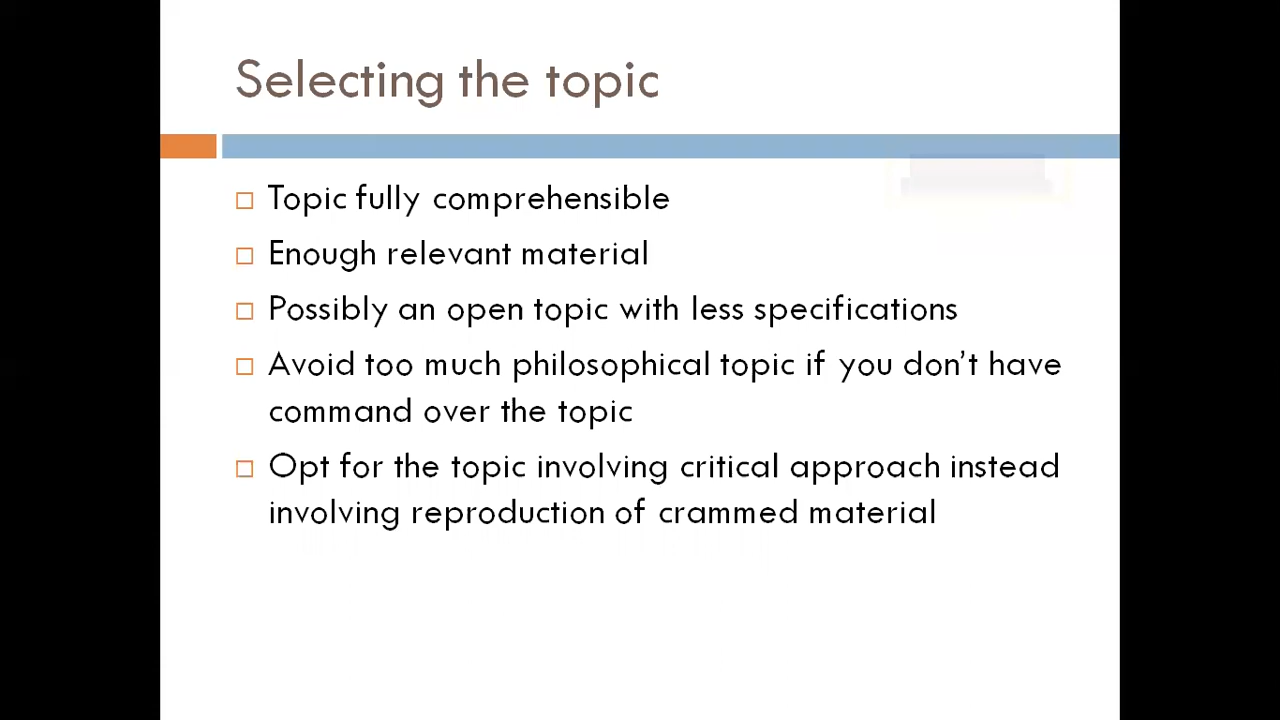 Selecting the topic
Topic fully comprehensible
Enough relevant material
Possibly an open topic with less specifications
Avoid too much philosophical topic if you don’t have
command over the topic
Opt for the topic involving critical approach instead
involving reproduction of crammed material